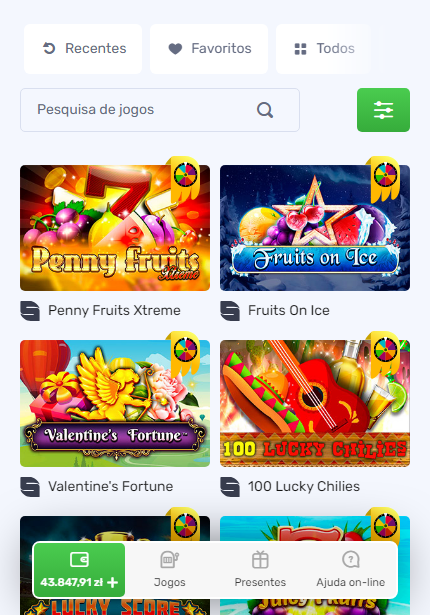 Recentes
Favoritos
Todos
Pesquisa de jogos
Penny Fruits
Xtreme
Fruits on Ice
Penny Fruits Xtreme
Fruits On Ice
Valentine's Fortune
100 LUCKY CHILIES
Valentine's Fortune
100 Lucky Chilies
43.847,91 zł +
Jogos
Presentes
Ajuda on-line
LUCKY SCORE
Juicy Fruits